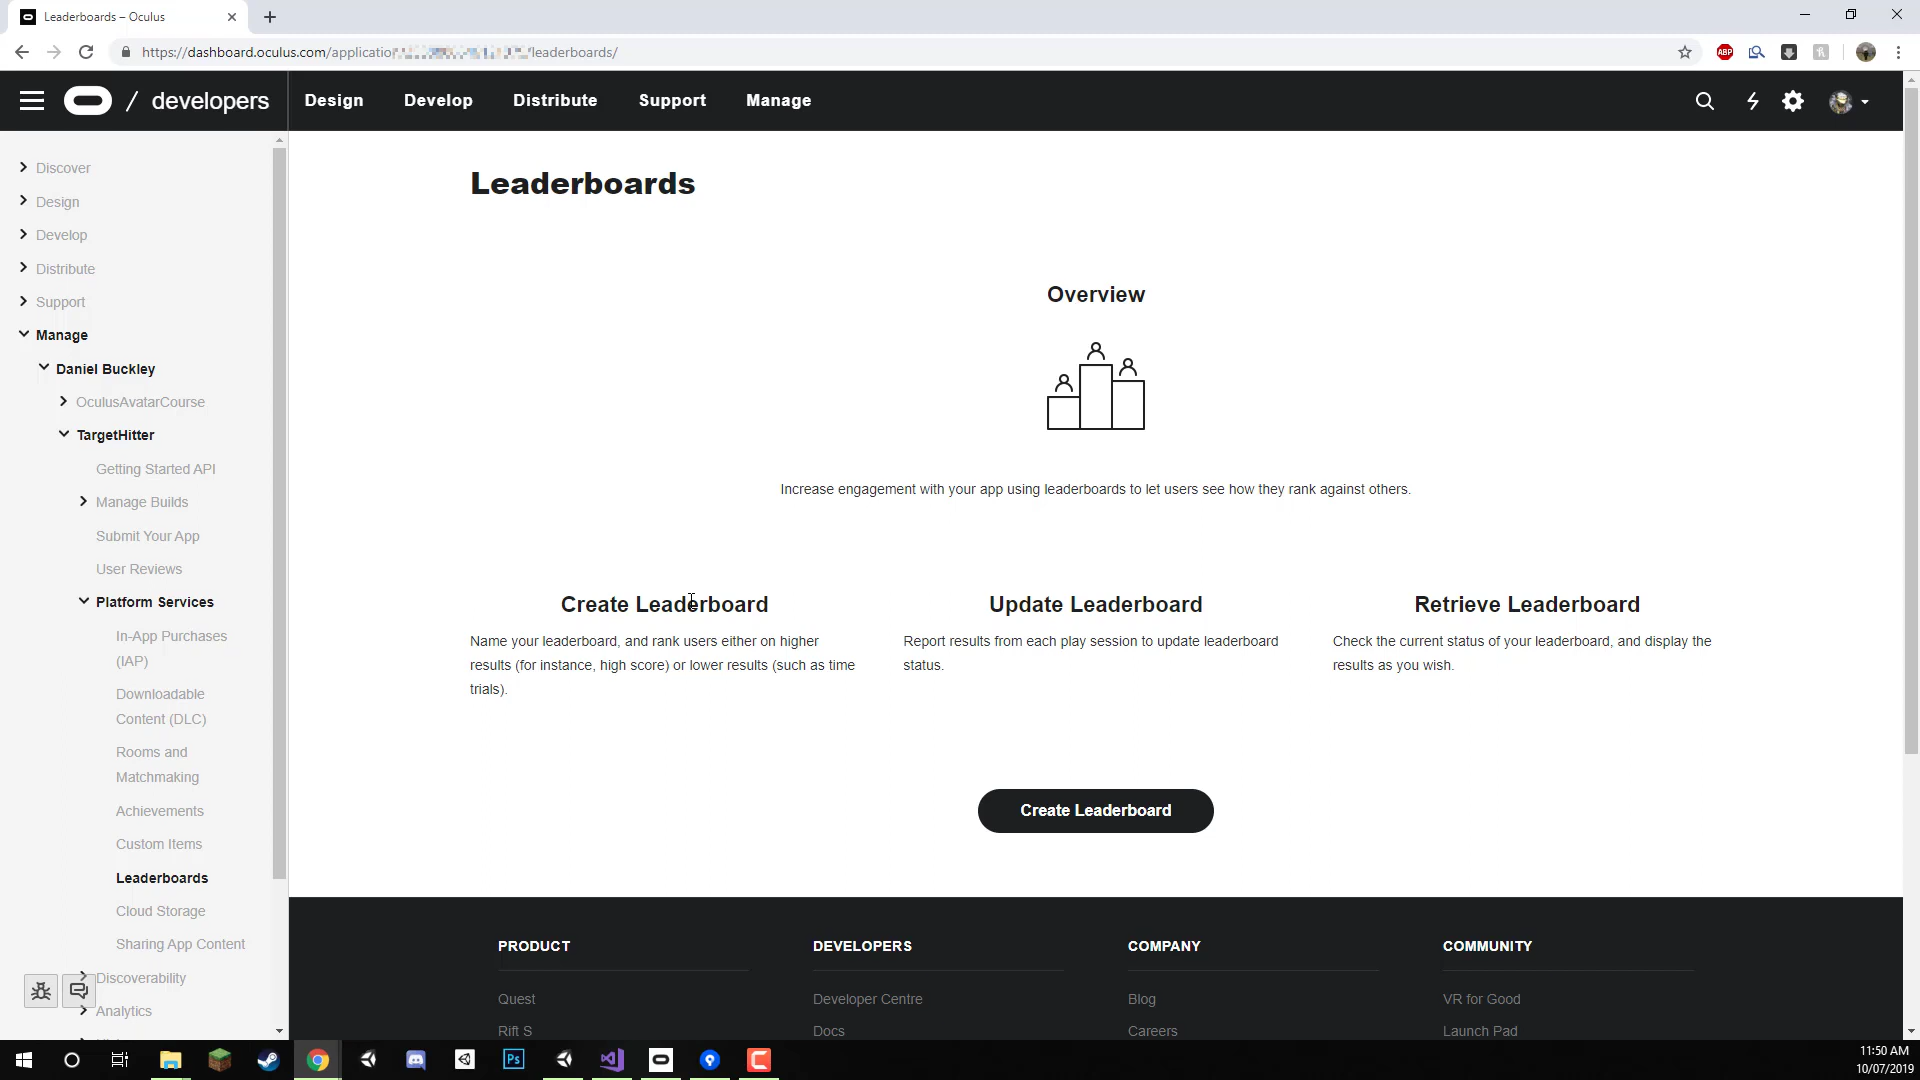 Leaderboards – Oculus
https://dashboard.oculus.com/application
/leaderboards/
ABP
/ developers
Design
Develop
Distribute
Support
Manage
Discover
Design
Develop
Distribute
Support
Manage
Daniel Buckley
OculusAvatarCourse
TargetHitter
Getting Started API
Manage Builds
Submit Your App
User Reviews
Platform Services
In-App Purchases
(IAP)
Downloadable
Content (DLC)
Rooms and
Matchmaking
Achievements
Custom Items
Leaderboards
Cloud Storage
Sharing App Content
Discoverability
Analytics
Leaderboards
Overview
Increase engagement with your app using leaderboards to let users see how they rank against others.
Create Leaderboard
Name your leaderboard, and rank users either on higher
results (for instance, high score) or lower results (such as time
trials).
Update Leaderboard
Report results from each play session to update leaderboard
status.
Retrieve Leaderboard
Check the current status of your leaderboard, and display the
results as you wish.
Create Leaderboard
PRODUCT
Quest
Rift S
DEVELOPERS
Developer Centre
Docs
COMPANY
Blog
Careers
COMMUNITY
VR for Good
Launch Pad
Ps
11:50 AM
10/07/2019